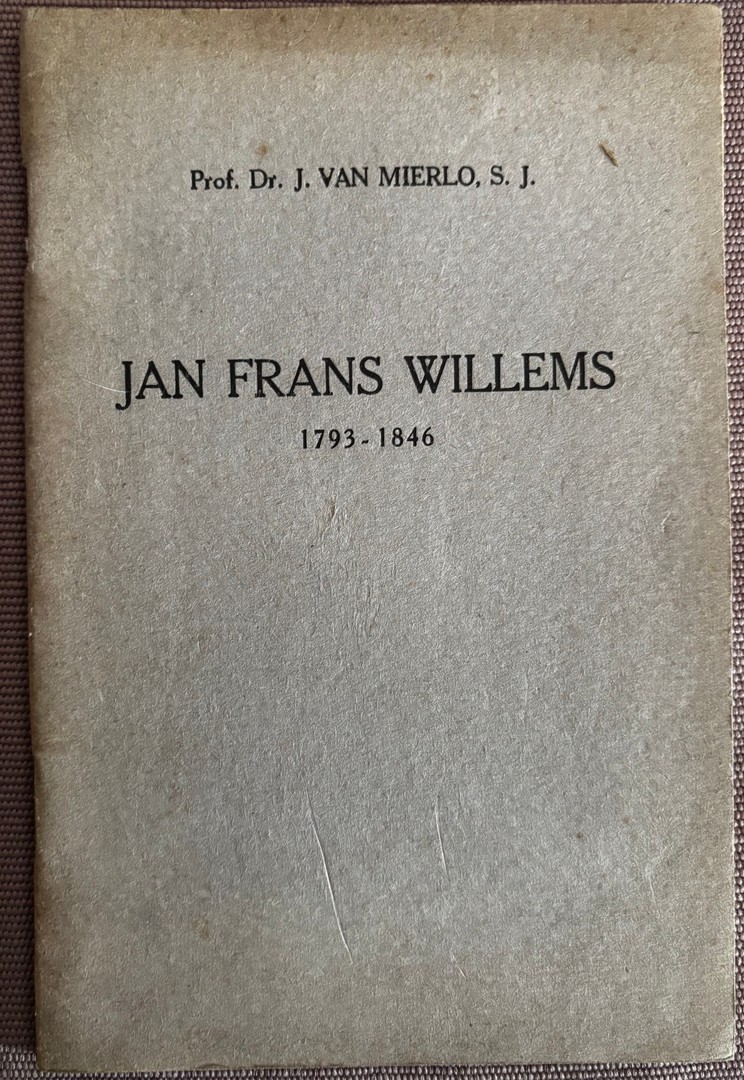 Prof. Dr. J. VAN MIERLO, S. J.
JAN FRANS WILLEMS
1793-1846